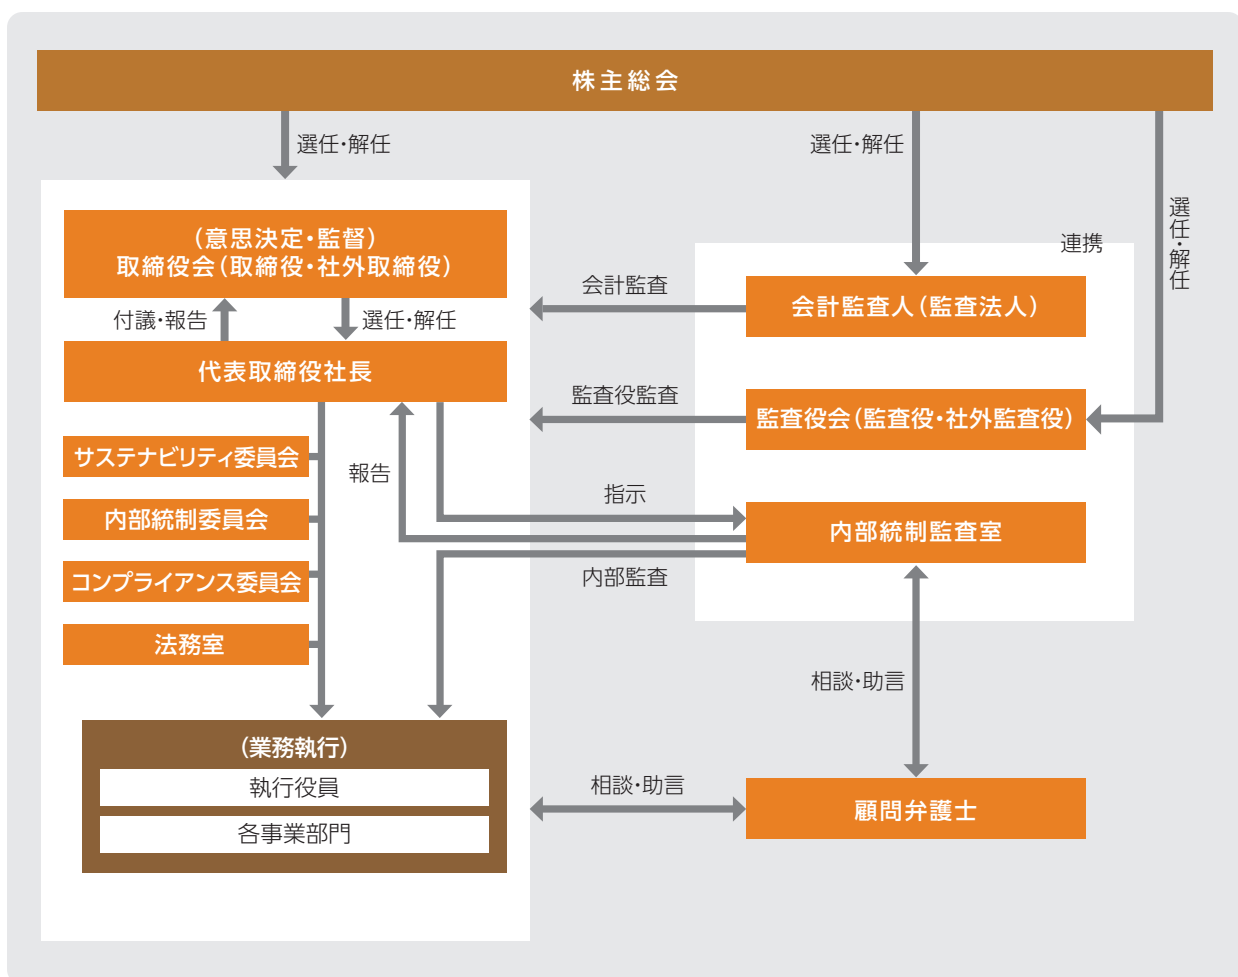 株主総会
選任・解任
選任・解任
選任・解任
(意思決定・監督)
取締役会(取締役・社外取締役)
付議・報告
選任・解任
代表取締役社長
サステナビリティ委員会
内部統制委員会
コンプライアンス委員会
法務室
報告
(業務執行)
執行役員
各事業部門
会計監査
監査役監査
指示
内部監査
連携
会計監査人(監査法人)
監査役会(監査役・社外監査役)
内部統制監査室
相談・助言
相談・助言
顧問弁護士